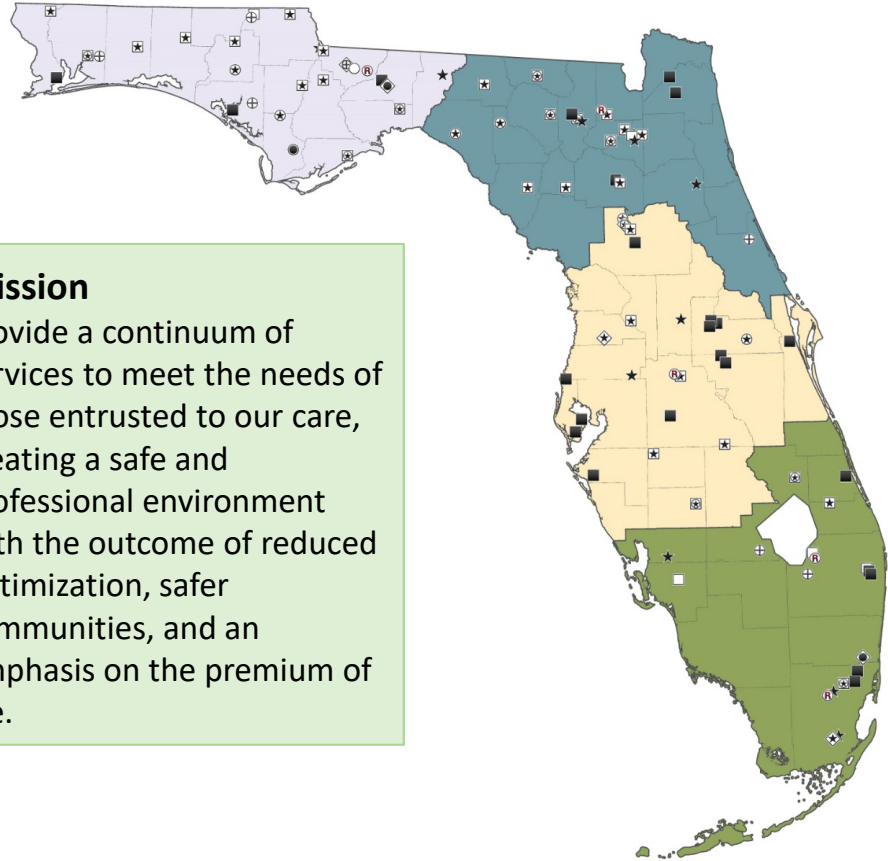 R
R
ission
ovide a continuum of
rvices to meet the needs of
ose entrusted to our care,
eating a safe and
ofessional environment
th the outcome of reduced
timization, safer
mmunities, and an
nphasis on the premium of
e.
R
R
R